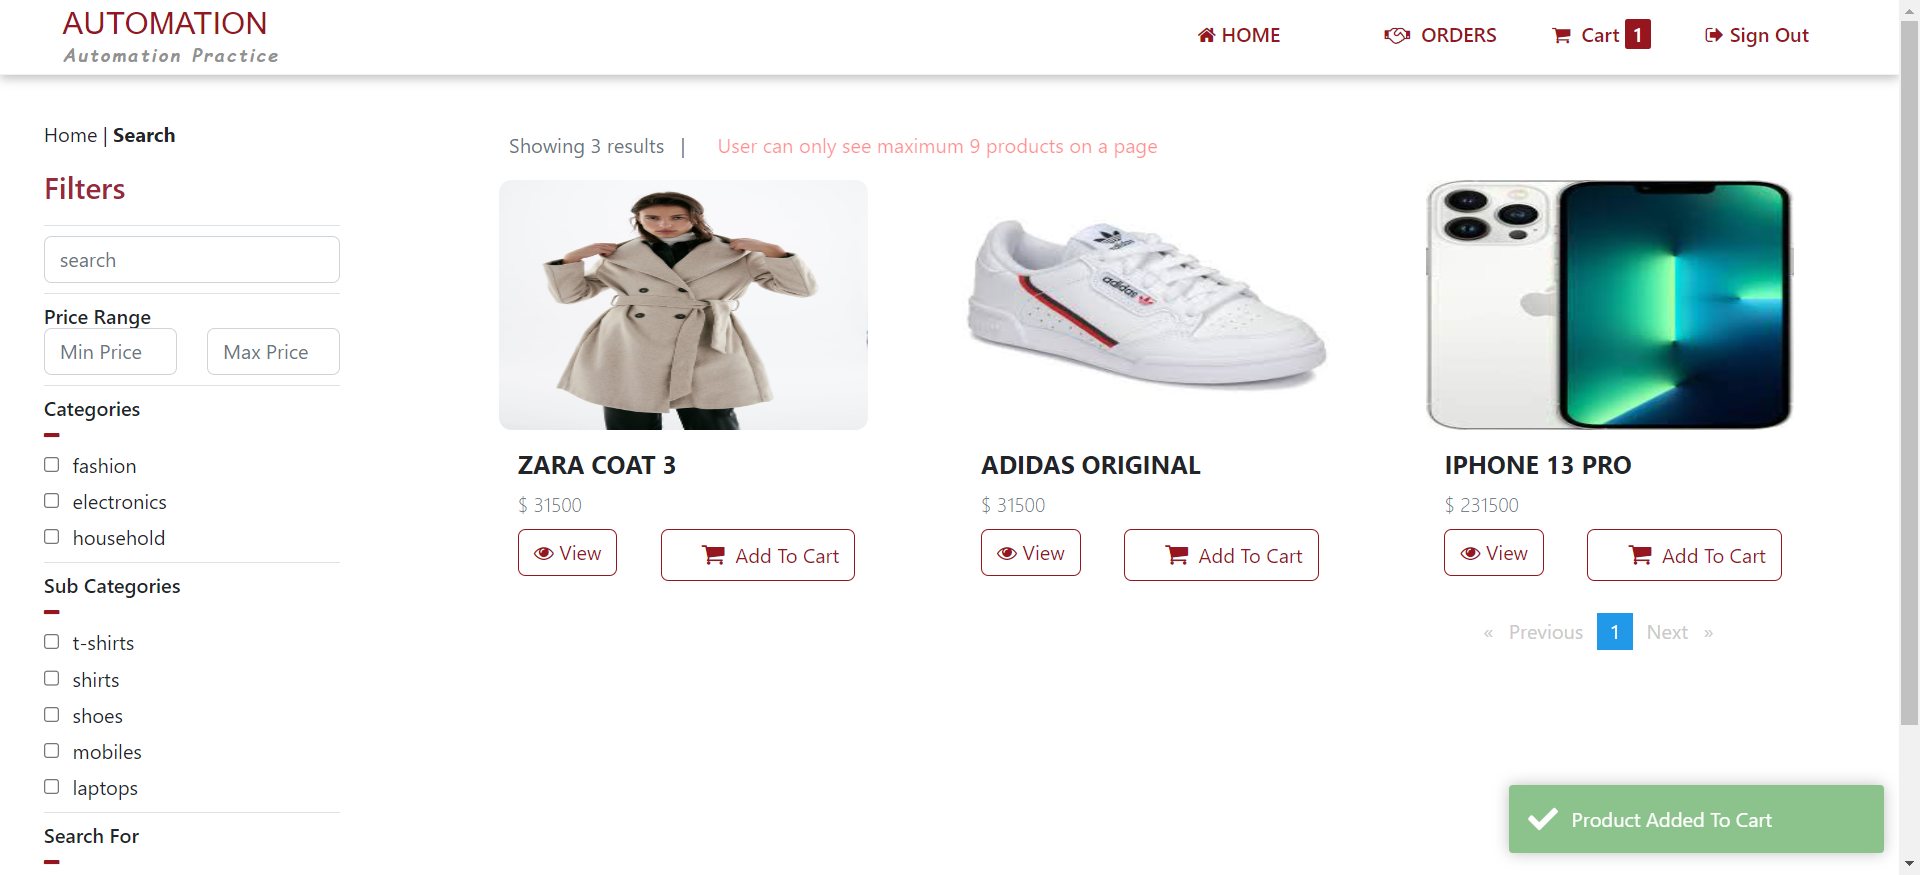 AUTOMATION
Automation Practice
HOME
ORDERS
Cart 1
Sign Out
Home | Search
Filters
search
Price Range
Min Price
Max Price
Categories
fashion
electronics
household
Sub Categories
t-shirts
shirts
shoes
mobiles
laptops
Search For
Showing 3 results | User can only see maximum 9 products on a page
adidas
adidas
ZARA COAT 3
$ 31500
View
Add To Cart
ADIDAS ORIGINAL
$ 31500
View
Add To Cart
IPHONE 13 PRO
$ 231500
View
Add To Cart
« Previous 1 Next »
Product Added To Cart